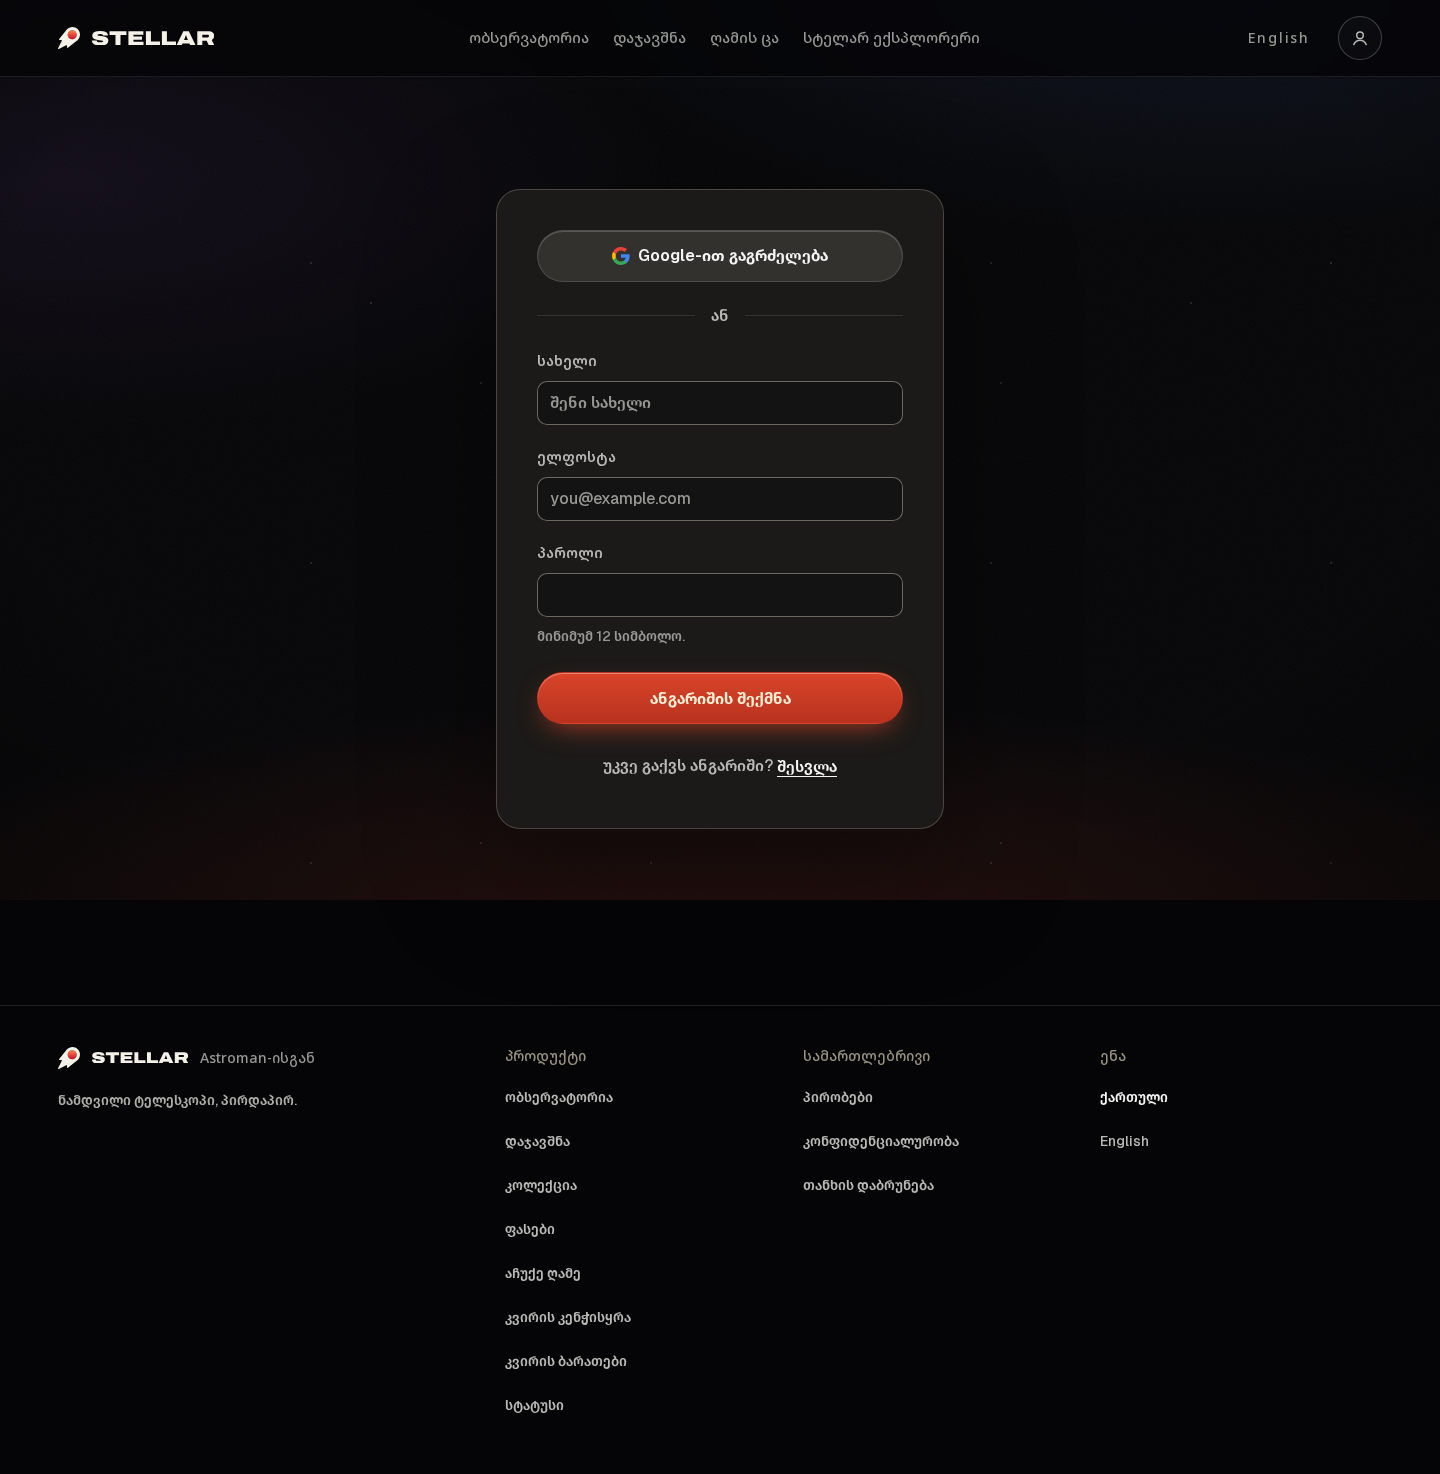 STELLAR
ობსერვატორია
დაჯავშნა
ღამის ცა
სტელარ ექსპლორერი
English
Google-ით გაგრძელება
ან
სახელი
შენი სახელი
ელფოსტა
you@example.com
პაროლი
მინიმუმ 12 სიმბოლო.
ანგარიშის შექმნა
უკვე გაქვს ანგარიში? შესვლა
STELLAR Astroman-ისგან
ნამდვილი ტელესკოპი, პირდაპირ.
პროდუქტი
ობსერვატორია
დაჯავშნა
კოლექცია
ფასები
აჩუქე ღამე
კვირის კენჭისყრა
კვირის ბარათები
სტატუსი
სამართლებრივი
პირობები
კონფიდენციალურობა
თანხის დაბრუნება
ენა
ქართული
English